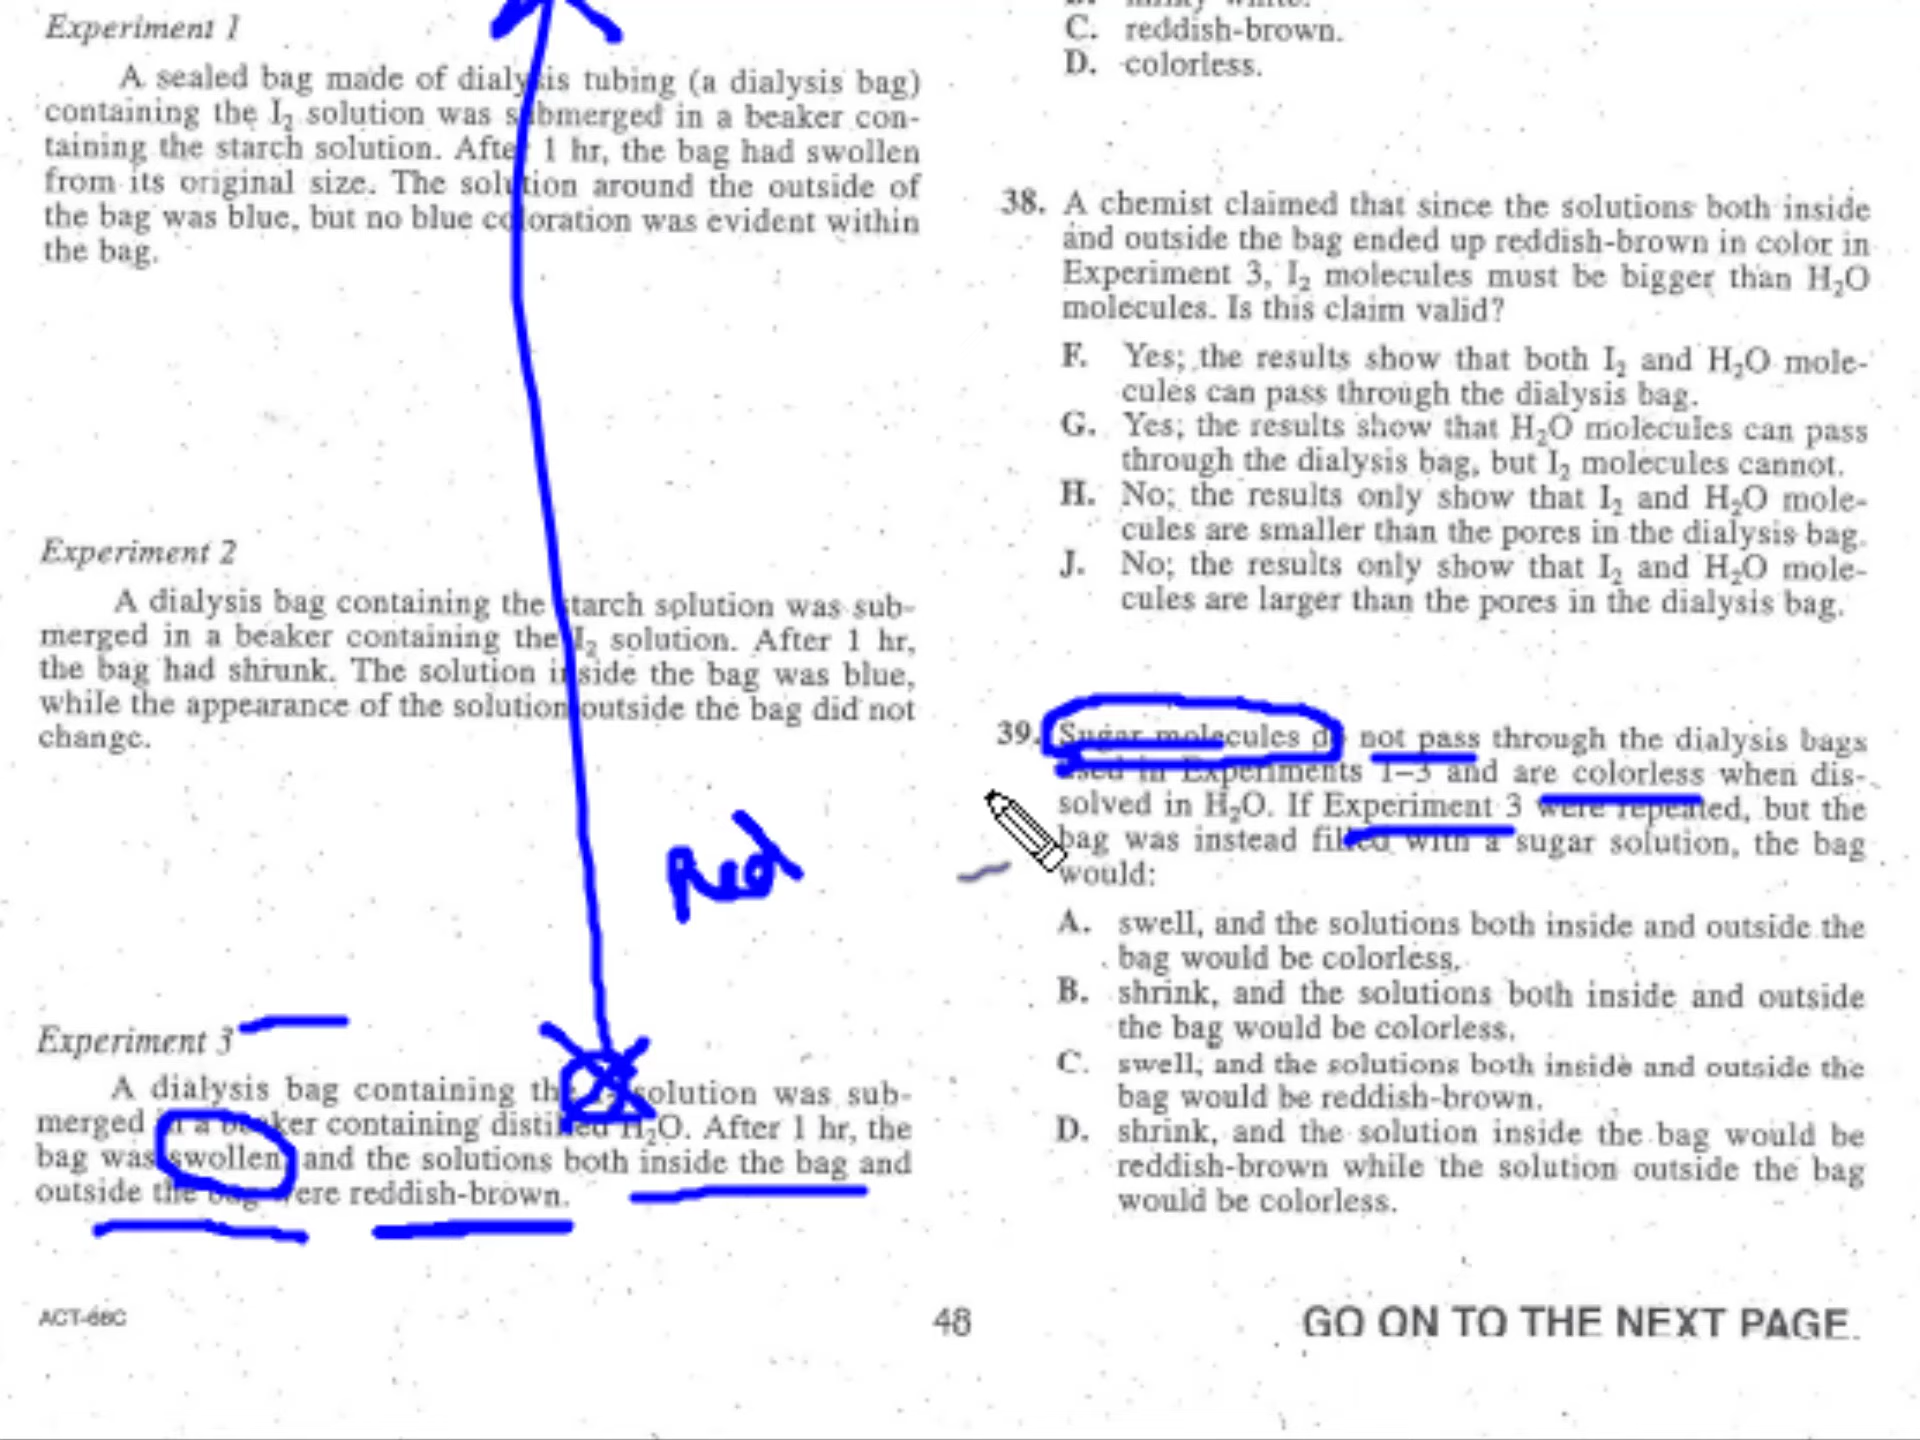 Experiment 1
A sealed bag made of dialysis tubing (a dialysis bag)
containing the I₂ solution was submerged in a beaker con-
taining the starch solution. After 1 hr, the bag had swollen
from its original size. The solution around the outside of
the bag was blue, but no blue coloration was evident within
the bag.
Experiment 2
A dialysis bag containing the starch solution was sub-
merged in a beaker containing the I₂ solution. After 1 hr,
the bag had shrunk. The solution inside the bag was blue,
while the appearance of the solution outside the bag did not
change.
Red
Experiment 3
A dialysis bag containing the solution was sub-
merged in a beaker containing distilled H₂O. After 1 hr, the
bag was swollen and the solutions both inside the bag and
outside the bag were reddish-brown.
ACT-66C
C. reddish-brown.
D. colorless.
38. A chemist claimed that since the solutions both inside
and outside the bag ended up reddish-brown in color in
Experiment 3, I₂ molecules must be bigger than H₂O
molecules. Is this claim valid?
F. Yes; the results show that both I₂ and H₂O mole-
cules can pass through the dialysis bag.
G. Yes; the results show that H₂O molecules can pass
through the dialysis bag, but I₂ molecules cannot.
H. No; the results only show that I₂ and H₂O mole-
cules are smaller than the pores in the dialysis bag.
J. No; the results only show that I₂ and H₂O mole-
cules are larger than the pores in the dialysis bag.
39. Sugar molecules do not pass through the dialysis bags
used in Experiments 1–3 and are colorless when dis-
solved in H₂O. If Experiment 3 were repeated, but the
bag was instead filled with a sugar solution, the bag
would:
A. swell, and the solutions both inside and outside the
bag would be colorless.
B. shrink, and the solutions both inside and outside
the bag would be colorless.
C. swell, and the solutions both inside and outside the
bag would be reddish-brown.
D. shrink, and the solution inside the bag would be
reddish-brown while the solution outside the bag
would be colorless.
48
GO ON TO THE NEXT PAGE.